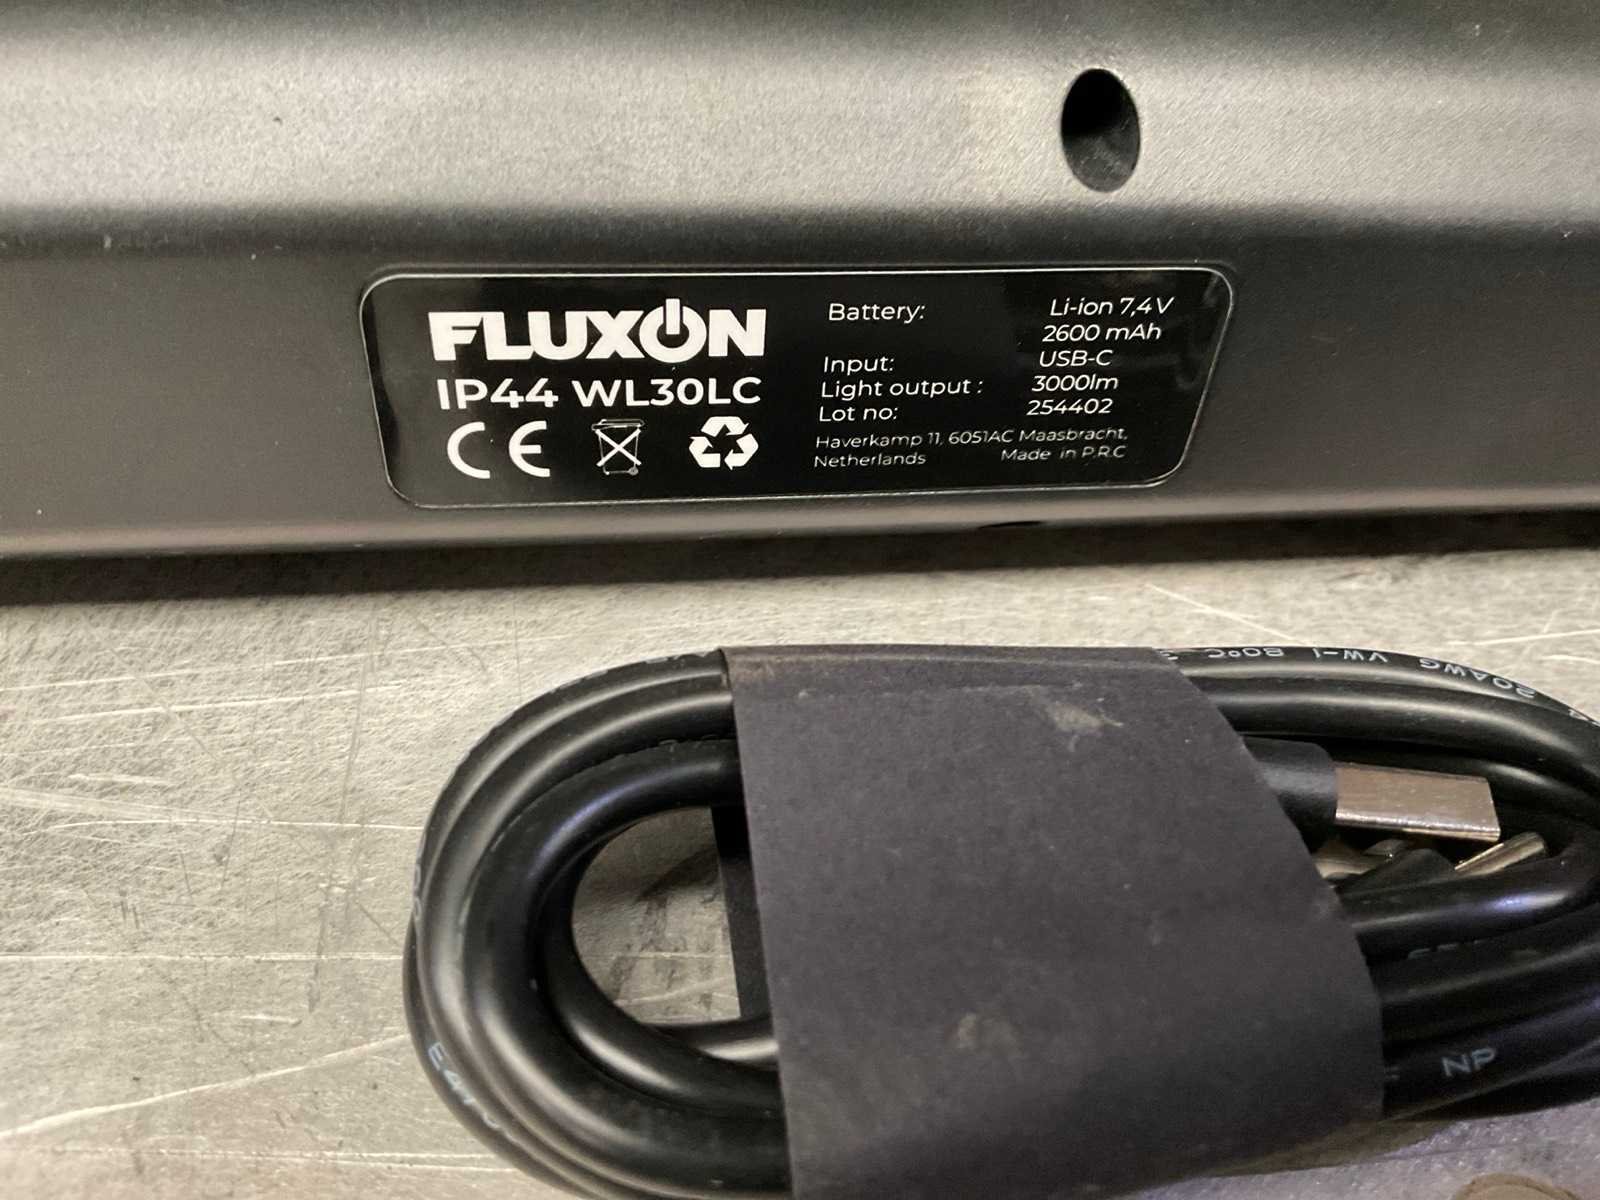 FLUXON
IP44 WL30LC
CE
Battery: Li-ion 7,4V
2600 mAh
Input: USB-C
Light output : 3000lm
Lot no: 254402
Haverkamp 11, 6051AC Maasbracht,
Netherlands Made in P.R.C
80°C VW-1 20AWG
NP